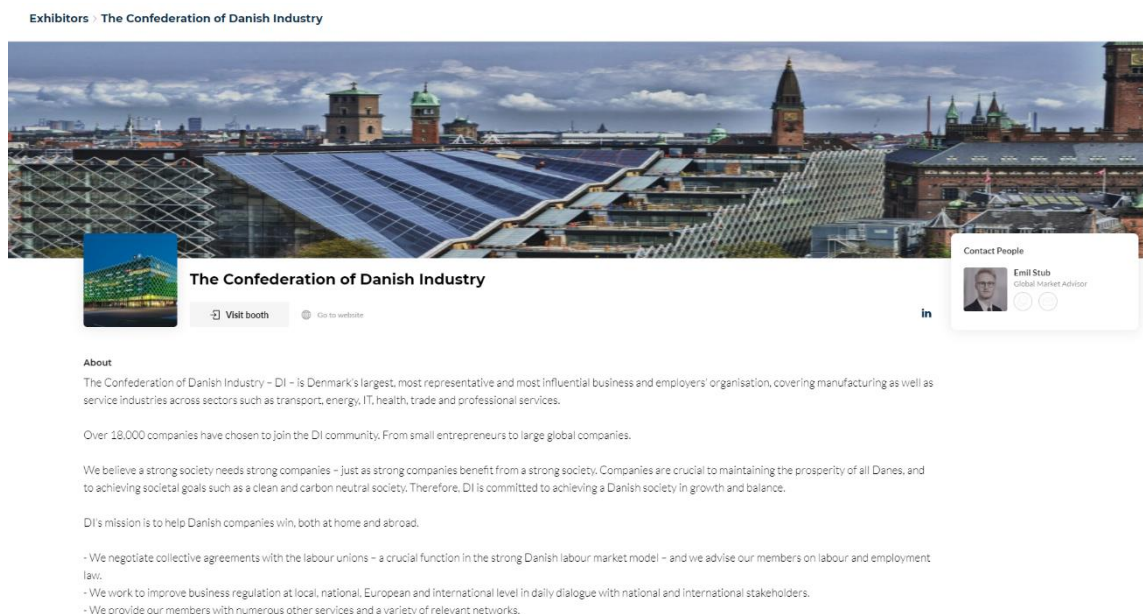 Exhibitors › The Confederation of Danish Industry
Contact People
Emil Stub
Global Market Advisor
The Confederation of Danish Industry
Visit booth
Go to website
in
About
The Confederation of Danish Industry – DI – is Denmark's largest, most representative and most influential business and employers' organisation, covering manufacturing as well as
service industries across sectors such as transport, energy, IT, health, trade and professional services.
Over 18,000 companies have chosen to join the DI community. From small entrepreneurs to large global companies.
We believe a strong society needs strong companies – just as strong companies benefit from a strong society. Companies are crucial to maintaining the prosperity of all Danes, and
to achieving societal goals such as a clean and carbon neutral society. Therefore, DI is committed to achieving a Danish society in growth and balance.
DI's mission is to help Danish companies win, both at home and abroad.
- We negotiate collective agreements with the labour unions – a crucial function in the strong Danish labour market model – and we advise our members on labour and employment
law.
- We work to improve business regulation at local, national, European and international level in daily dialogue with national and international stakeholders.
- We provide our members with numerous other services and a variety of relevant networks.